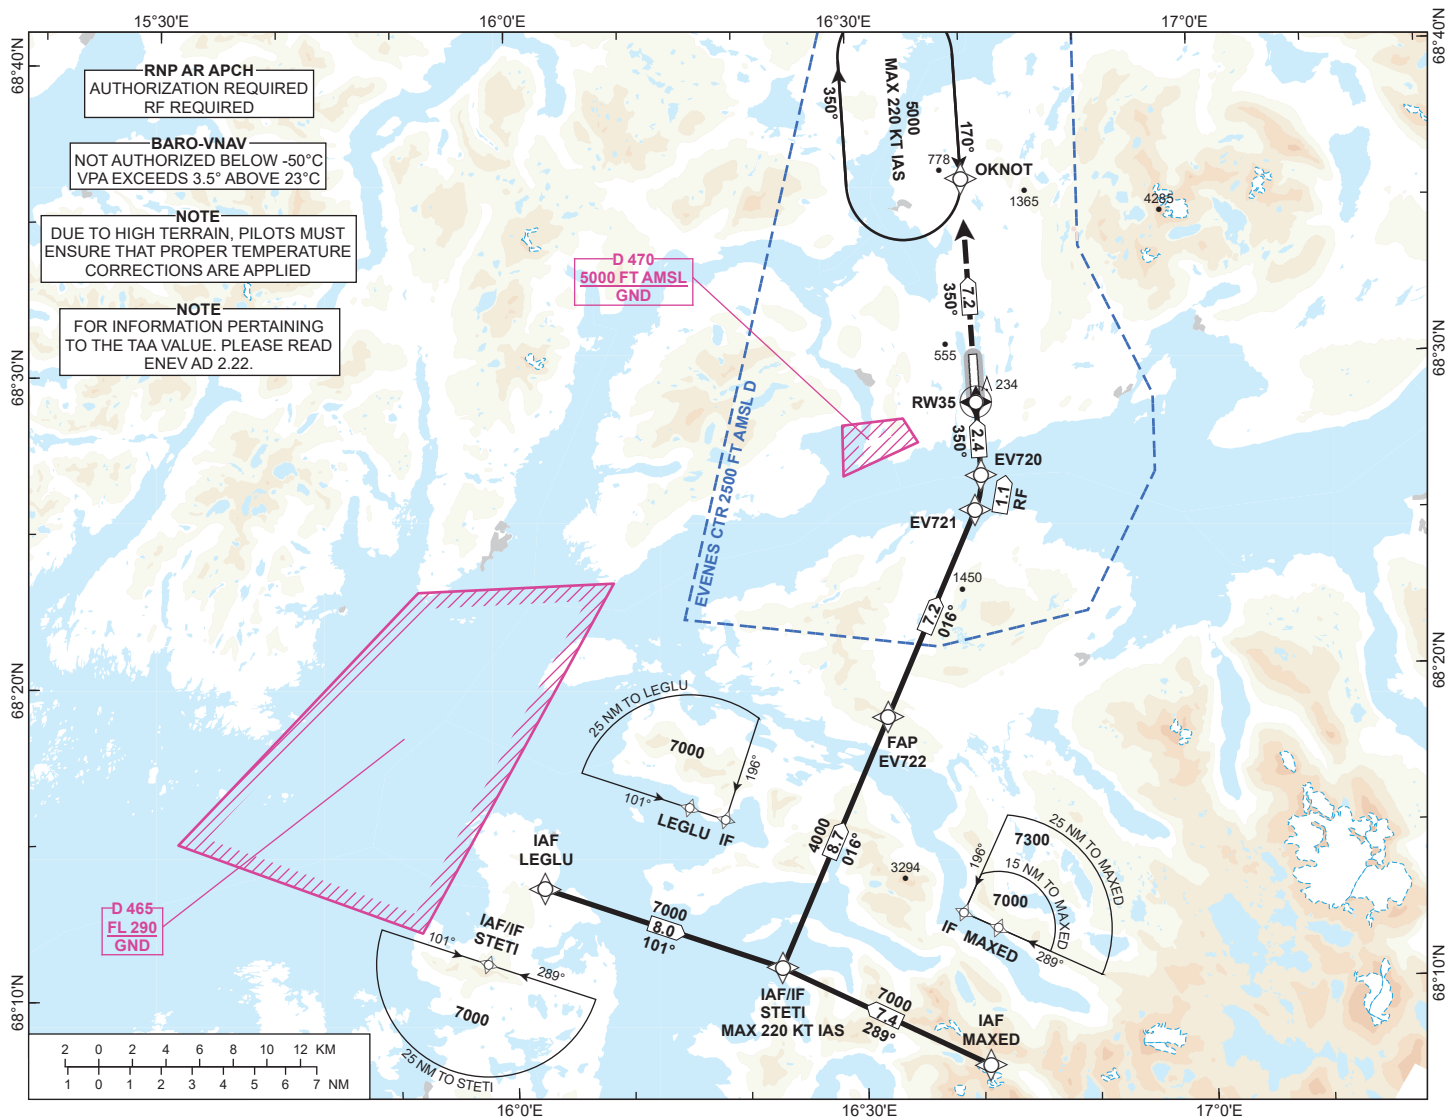 15°30'E
16°0'E
16°30'E
17°0'E
68°40'N
68°40'N
RNP AR APCH
AUTHORIZATION REQUIRED
RF REQUIRED
BARO-VNAV
NOT AUTHORIZED BELOW -50°C
VPA EXCEEDS 3.5° ABOVE 23°C
NOTE
DUE TO HIGH TERRAIN, PILOTS MUST
ENSURE THAT PROPER TEMPERATURE
CORRECTIONS ARE APPLIED
NOTE
FOR INFORMATION PERTAINING
TO THE TAA VALUE. PLEASE READ
ENEV AD 2.22.
350°
5000
MAX 220 KT IAS
170°
778
OKNOT
1365
4285
D 470
5000 FT AMSL
GND
7.2
350°
555
68°30'N
68°30'N
234
RW35
2.4
350°
EV720
1.1
RF
EV721
EVENES CTR 2500 FT AMSL D
1450
7.2
016°
68°20'N
68°20'N
25 NM TO LEGLU
7000
196°
101°
LEGLU
IF
FAP
EV722
4000
8.7
016°
3294
25 NM TO MAXED
7300
196°
15 NM TO MAXED
7000
IF
MAXED
289°
IAF
LEGLU
7000
8.0
101°
D 465
FL 290
GND
IAF/IF
STETI
101°
289°
7000
25 NM TO STETI
IAF/IF
STETI
MAX 220 KT IAS
7000
7.4
289°
IAF
MAXED
68°10'N
68°10'N
2 0 2 4 6 8 10 12 KM
1 0 1 2 3 4 5 6 7 NM
16°0'E
16°30'E
17°0'E